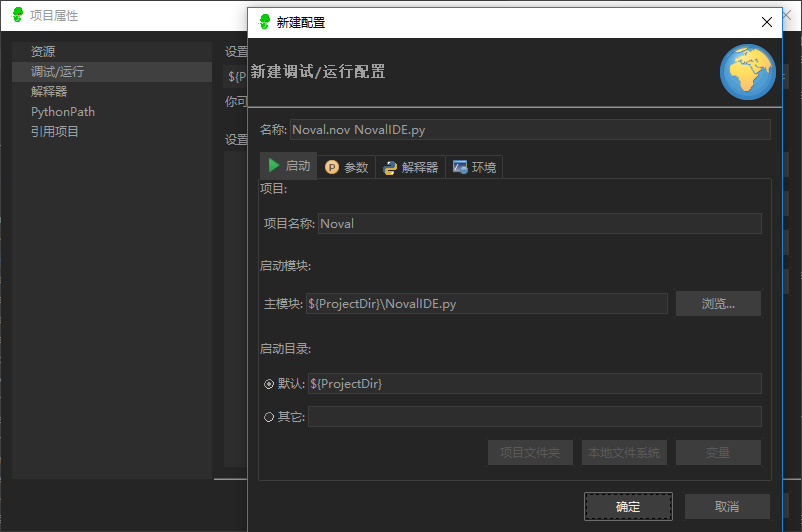 项目属性
新建配置
资源
调试/运行
解释器
PythonPath
引用项目
设置
你可
设置
新建调试/运行配置
名称: Noval.nov NovalIDE.py
启动 参数 解释器 环境
项目:
项目名称: Noval
启动模块:
主模块: ${ProjectDir}\NovalIDE.py 浏览...
启动目录:
默认: ${ProjectDir}
其它:
项目文件夹 本地文件系统 变量
确定 取消